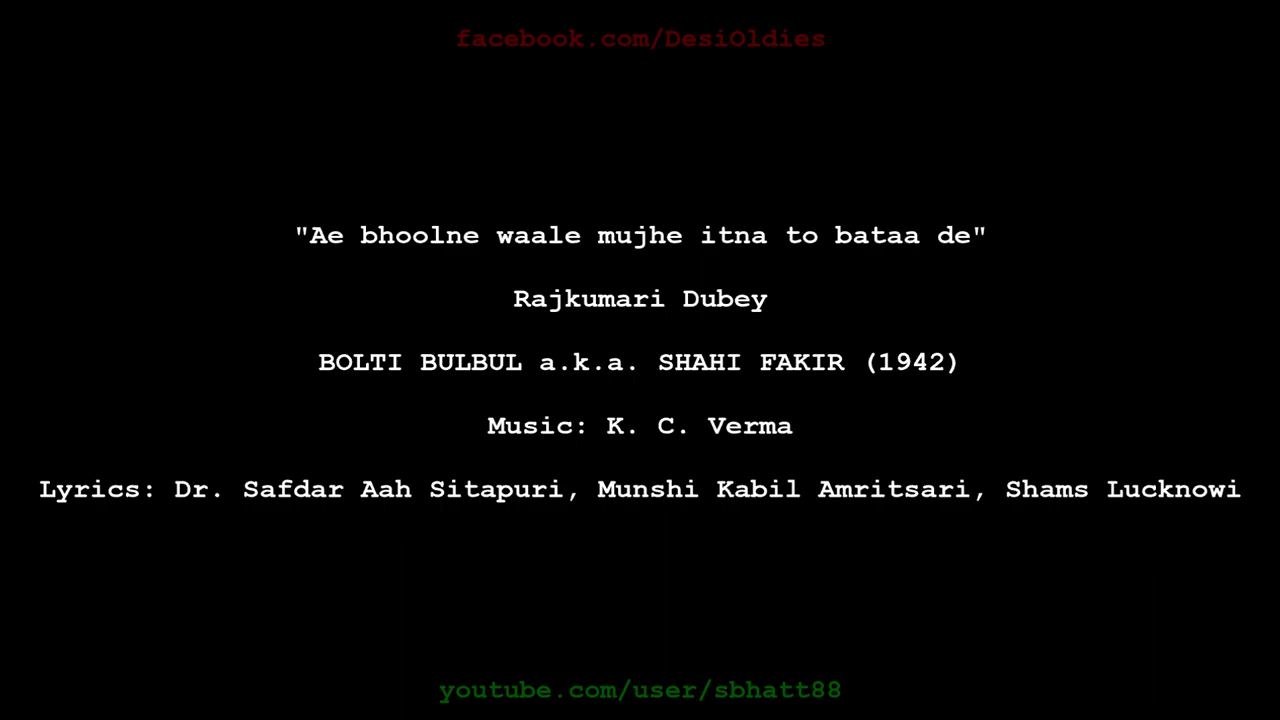 facebook.com/DesiOldies
"Ae bhoolne waale mujhe itna to bataa de"
Rajkumari Dubey
BOLTI BULBUL a.k.a. SHAHI FAKIR (1942)
Music: K. C. Verma
Lyrics: Dr. Safdar Aah Sitapuri, Munshi Kabil Amritsari, Shams Lucknowi
youtube.com/user/sbhatt88